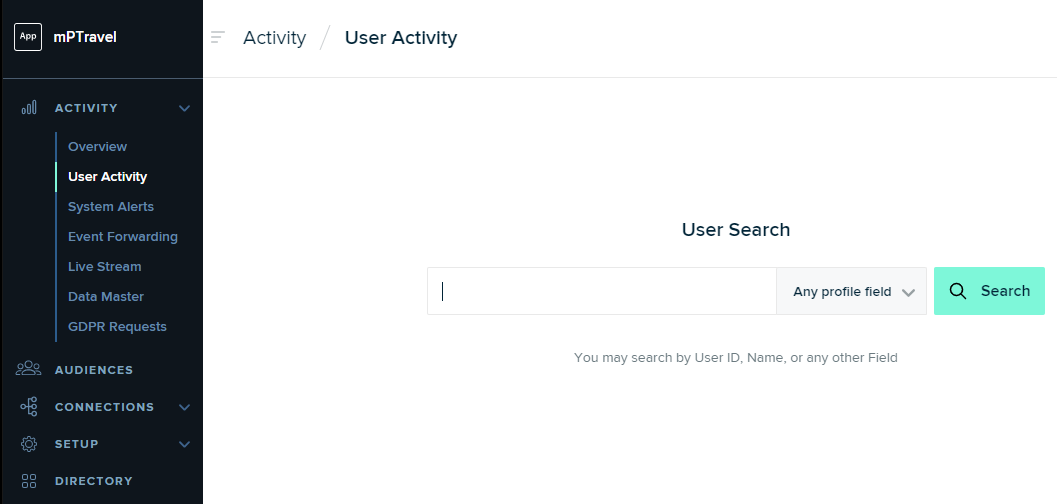 App mPTravel
Activity / User Activity
ACTIVITY
Overview
User Activity
System Alerts
Event Forwarding
Live Stream
Data Master
GDPR Requests
AUDIENCES
CONNECTIONS
SETUP
DIRECTORY
User Search
Any profile field
Search
You may search by User ID, Name, or any other Field